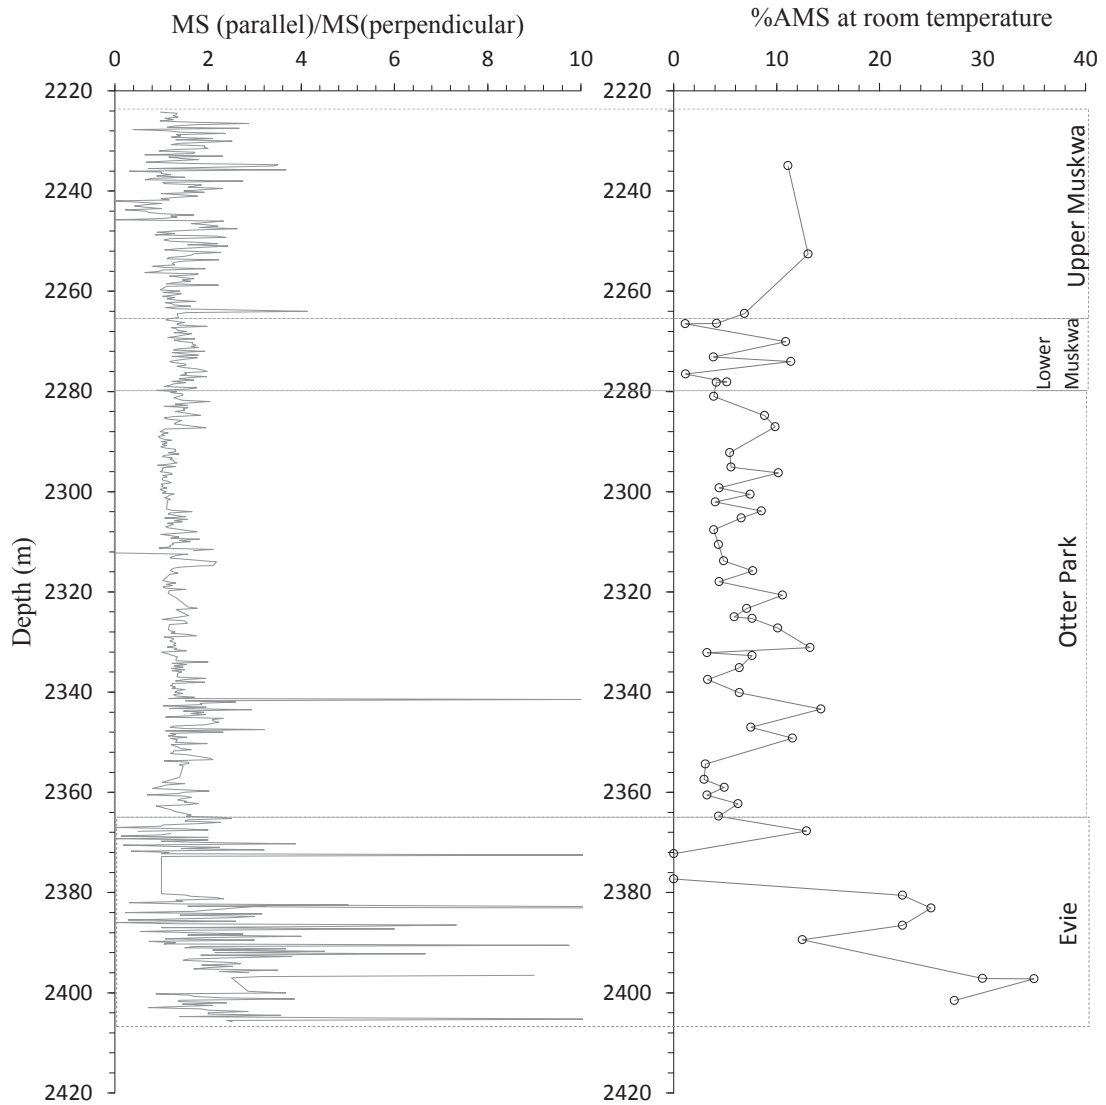 MS (parallel)/MS(perpendicular)
%AMS at room temperature
0 2 4 6 8 10
0 10 20 30 40
Depth (m)
2220
2240
2260
2280
2300
2320
2340
2360
2380
2400
2420
2220
2240
2260
2280
2300
2320
2340
2360
2380
2400
2420
Upper Muskwa
Lower
Muskwa
Otter Park
Evie